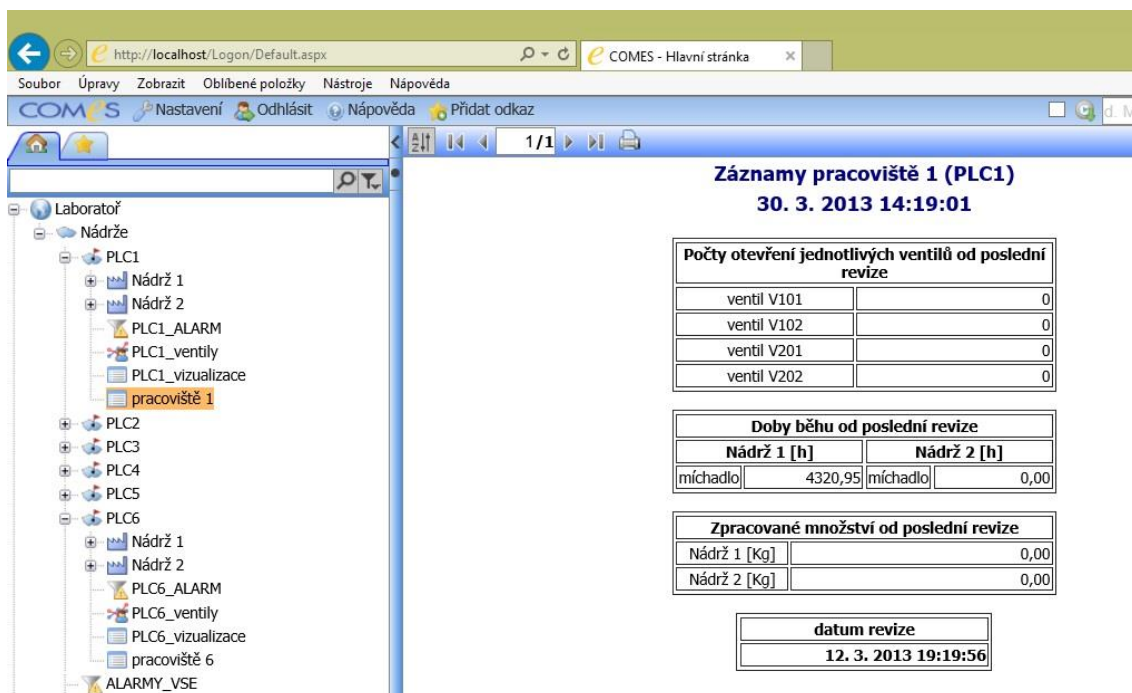 http://localhost/Logon/Default.aspx
COMES - Hlavní stránka
Soubor Úpravy Zobrazit Oblíbené položky Nástroje Nápověda
COMES Nastavení Odhlásit Nápověda Přidat odkaz
d. M
1/1
Laboratoř
Nádrže
PLC1
Nádrž 1
Nádrž 2
PLC1_ALARM
PLC1_ventily
PLC1_vizualizace
pracoviště 1
PLC2
PLC3
PLC4
PLC5
PLC6
Nádrž 1
Nádrž 2
PLC6_ALARM
PLC6_ventily
PLC6_vizualizace
pracoviště 6
ALARMY_VSE
Záznamy pracoviště 1 (PLC1)
30. 3. 2013 14:19:01
Počty otevření jednotlivých ventilů od poslední
revize
ventil V101 0
ventil V102 0
ventil V201 0
ventil V202 0
Doby běhu od poslední revize
Nádrž 1 [h] Nádrž 2 [h]
míchadlo 4320,95 míchadlo 0,00
Zpracované množství od poslední revize
Nádrž 1 [Kg] 0,00
Nádrž 2 [Kg] 0,00
datum revize
12. 3. 2013 19:19:56